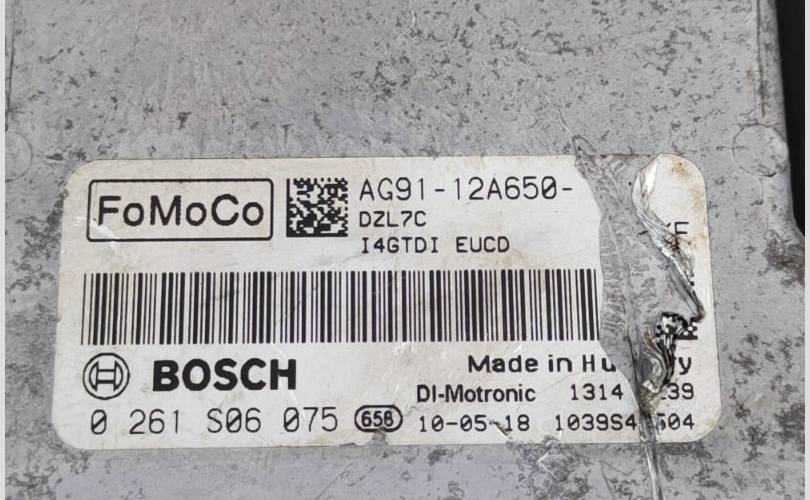 FoMoCo
AG91-12A650-
DZL7C
I4GTDI EUCD
BOSCH
Made in
DI-Motronic 1314
0 261 S06 075 658 10-05-18